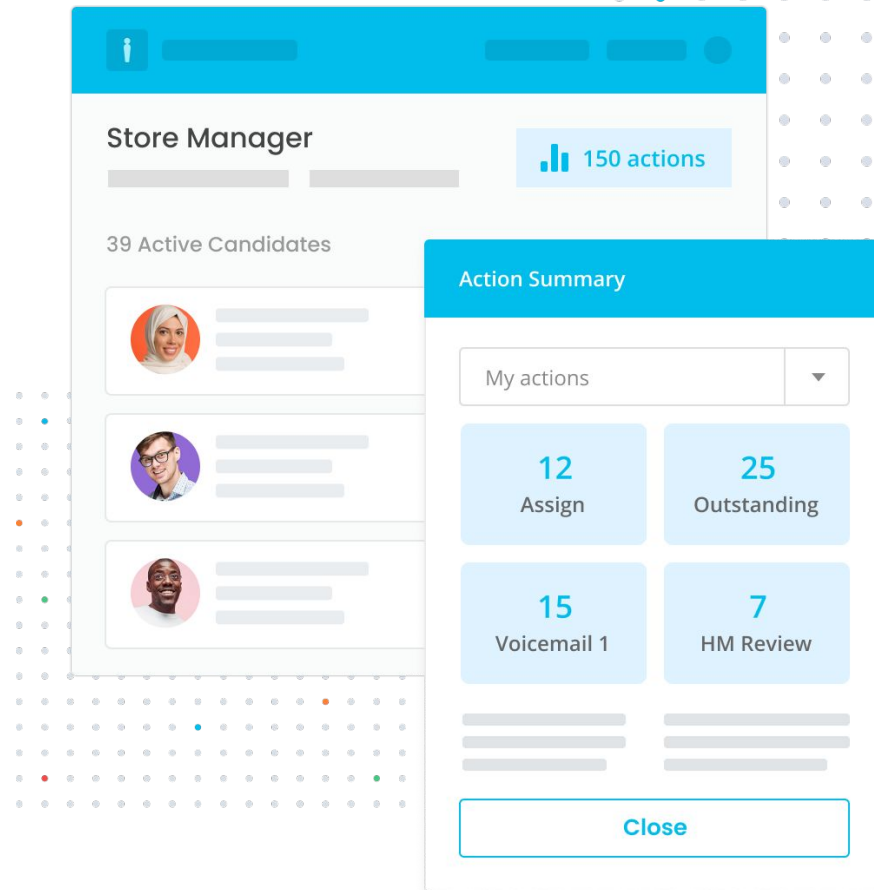 Store Manager
150 actions
39 Active Candidates
Action Summary
My actions
12
Assign
25
Outstanding
15
Voicemail 1
7
HM Review
Close